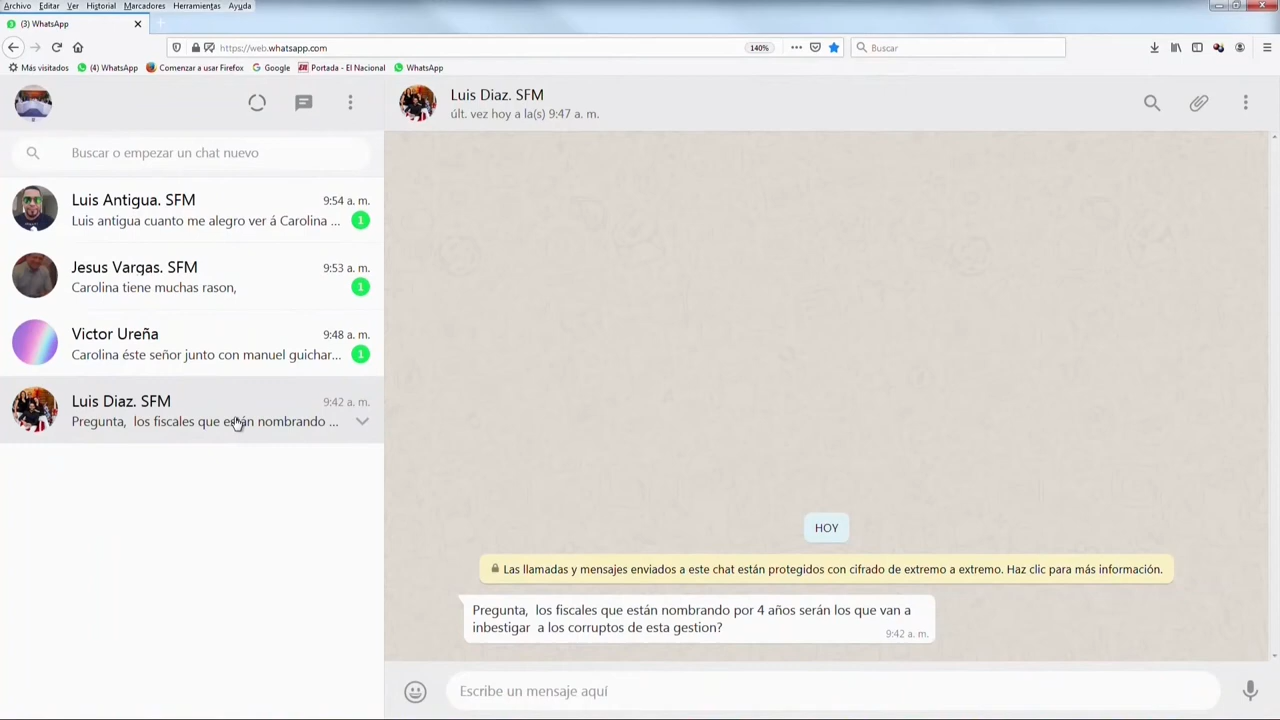 Archivo Editar Ver Historial Marcadores Herramientas Ayuda
(3) WhatsApp
https://web.whatsapp.com
140%
Buscar
Más visitados (4) WhatsApp Comenzar a usar Firefox Google Portada - El Nacional WhatsApp
Luis Diaz. SFM
últ. vez hoy a la(s) 9:47 a. m.
Buscar o empezar un chat nuevo
Luis Antigua. SFM 9:54 a. m.
Luis antigua cuanto me alegro ver á Carolina ... 1
Jesus Vargas. SFM 9:53 a. m.
Carolina tiene muchas rason, 1
Victor Ureña 9:48 a. m.
Carolina éste señor junto con manuel guichar... 1
Luis Diaz. SFM 9:42 a. m.
Pregunta, los fiscales que están nombrando ...
HOY
Las llamadas y mensajes enviados a este chat están protegidos con cifrado de extremo a extremo. Haz clic para más información.
Pregunta, los fiscales que están nombrando por 4 años serán los que van a
inbestigar a los corruptos de esta gestion?
9:42 a. m.
Escribe un mensaje aquí